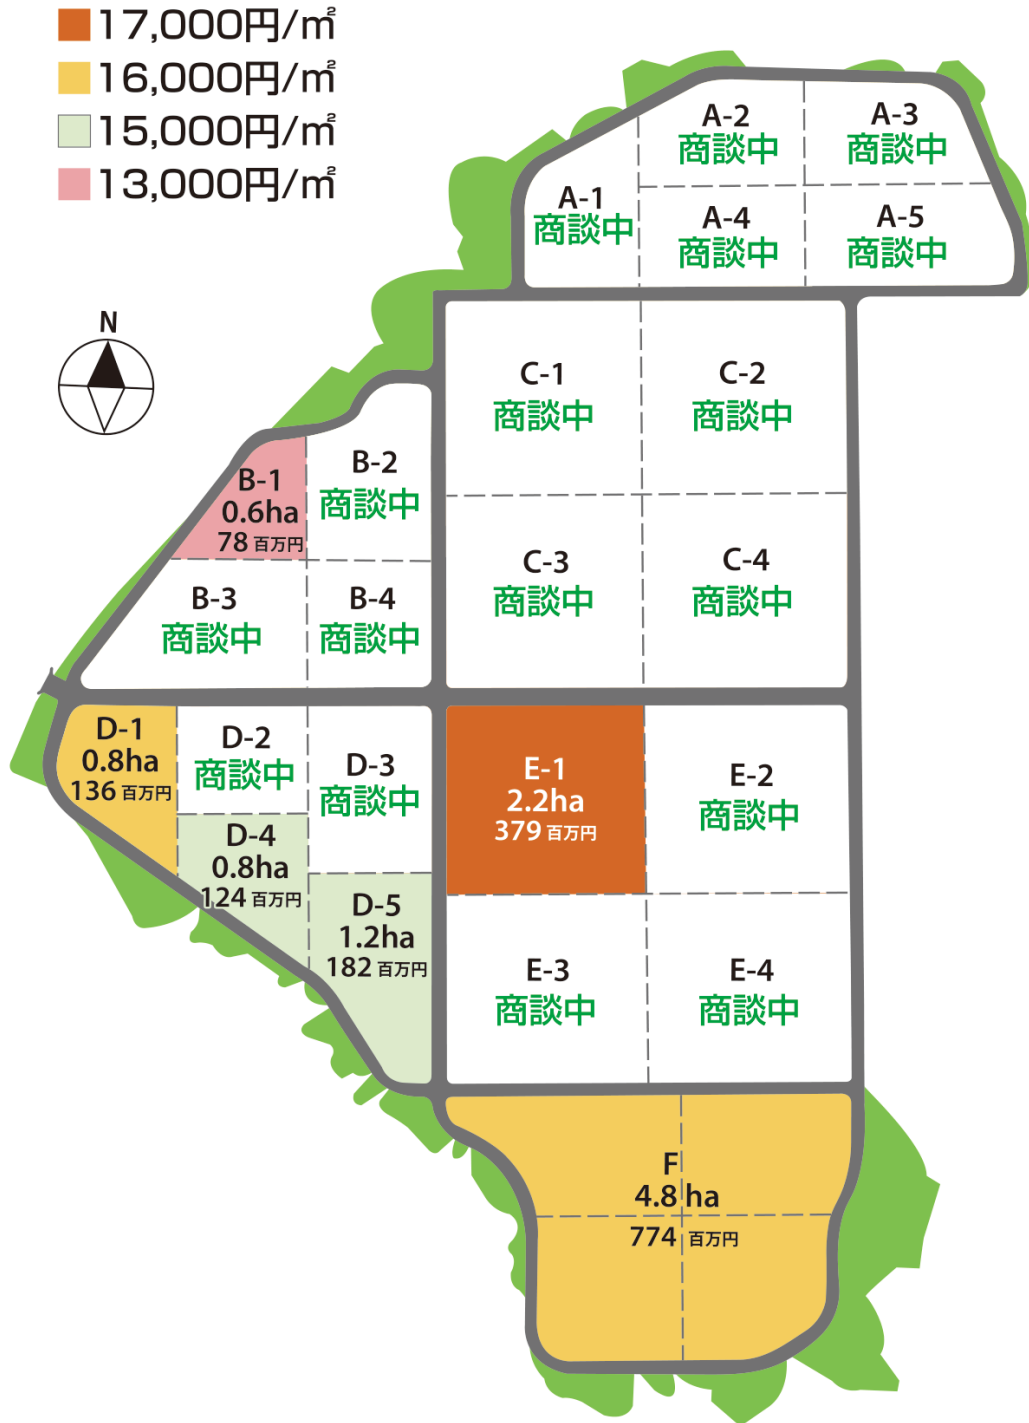 17,000円/㎡
16,000円/㎡
15,000円/㎡
13,000円/㎡
N
A-1
商談中
A-2
商談中
A-3
商談中
A-4
商談中
A-5
商談中
B-1
0.6ha
78 百万円
B-2
商談中
B-3
商談中
B-4
商談中
C-1
商談中
C-2
商談中
C-3
商談中
C-4
商談中
D-1
0.8ha
136 百万円
D-2
商談中
D-3
商談中
D-4
0.8ha
124 百万円
D-5
1.2ha
182 百万円
E-1
2.2ha
379 百万円
E-2
商談中
E-3
商談中
E-4
商談中
F
4.8 ha
774 百万円